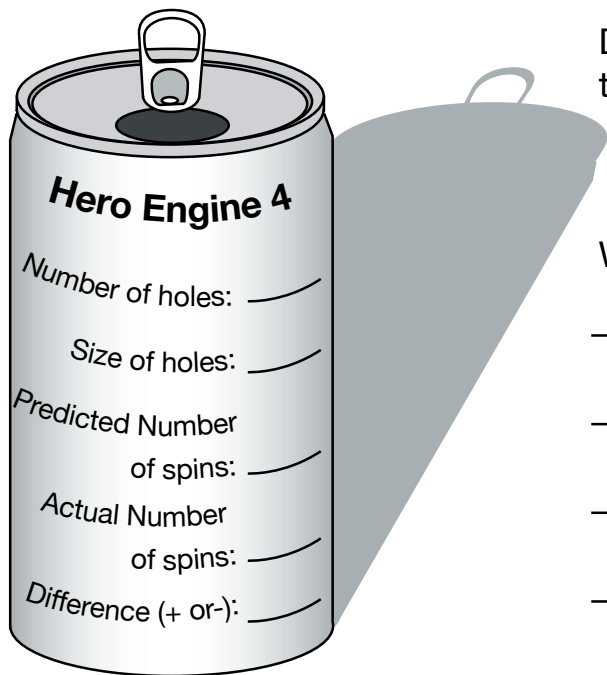 Hero Engine 4
Number of holes:
Size of holes:
Predicted Number
of spins:
Actual Number
of spins:
Difference (+ or-):